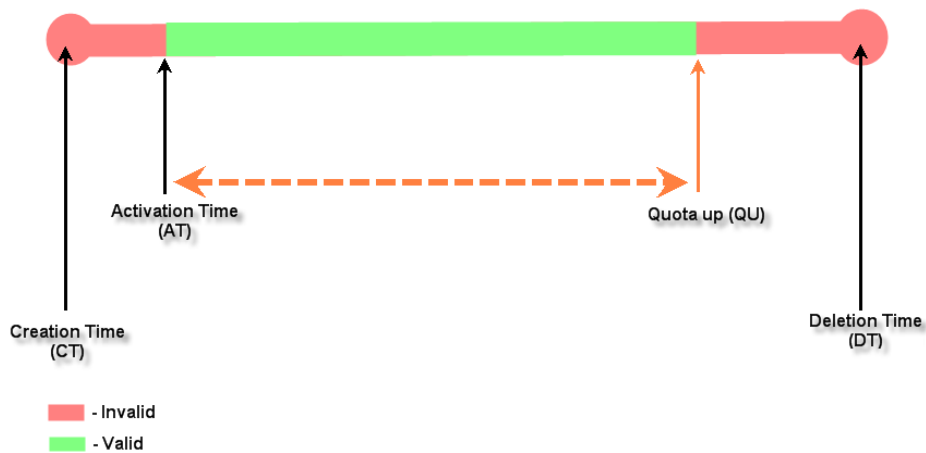 Activation Time
(AT)
Quota up (QU)
Creation Time
(CT)
Deletion Time
(DT)
- Invalid
- Valid